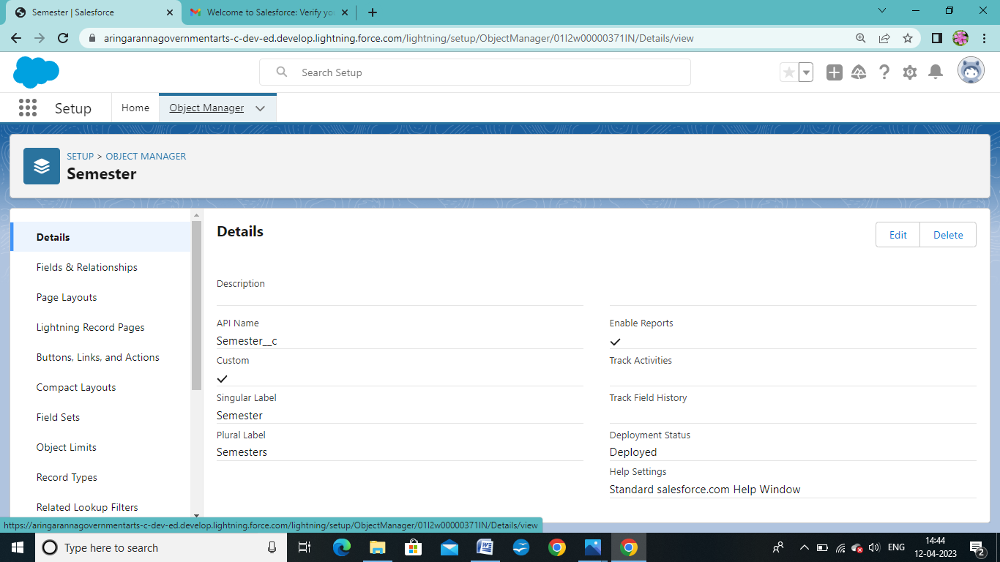 Semester | Salesforce
Welcome to Salesforce: Verify yo
aringarannagovernmentarts-c-dev-ed.develop.lightning.force.com/lightning/setup/ObjectManager/01I2w00000371IN/Details/view
Search Setup
Setup
Home
Object Manager
SETUP > OBJECT MANAGER
Semester
Details
Fields & Relationships
Page Layouts
Lightning Record Pages
Buttons, Links, and Actions
Compact Layouts
Field Sets
Object Limits
Record Types
Related Lookup Filters
Details
Edit
Delete
Description
API Name
Semester__c
Custom
Singular Label
Semester
Plural Label
Semesters
Enable Reports
Track Activities
Track Field History
Deployment Status
Deployed
Help Settings
Standard salesforce.com Help Window
https://aringarannagovernmentarts-c-dev-ed.develop.lightning.force.com/lightning/setup/ObjectManager/01I2w00000371IN/Details/view
Type here to search
ENG
14:44
12-04-2023
2